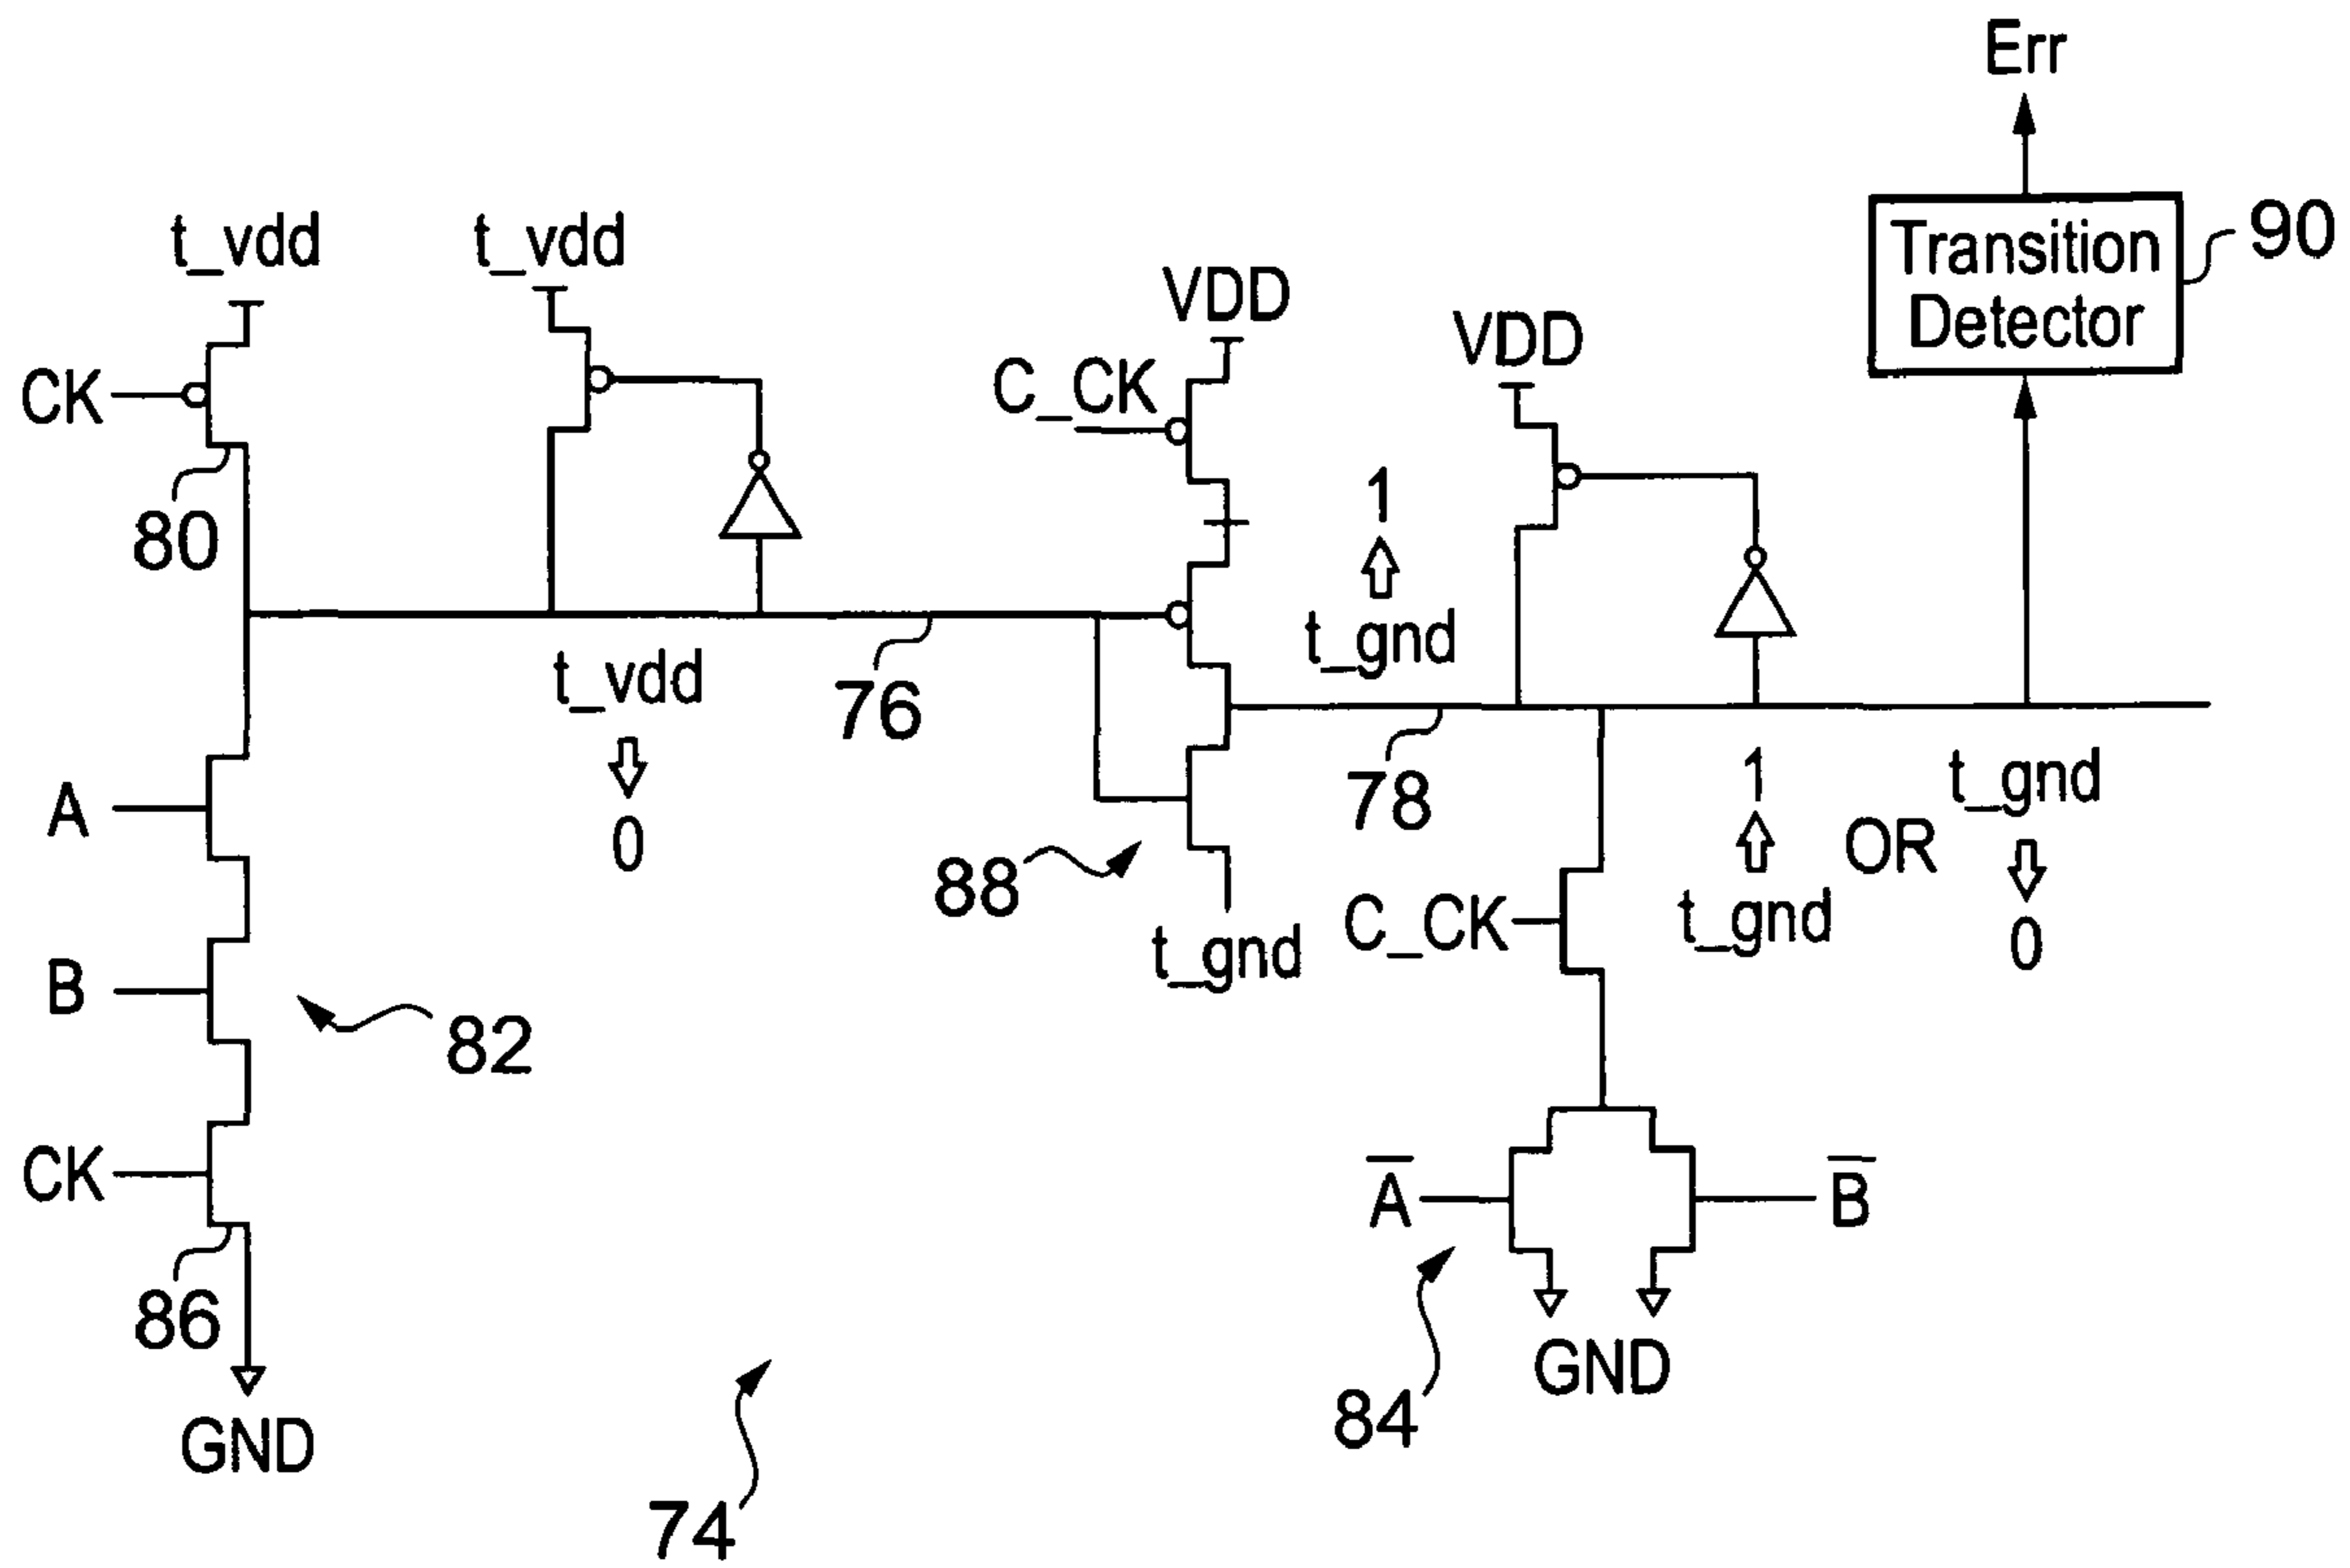 Err
Transition
Detector
90
t_vdd
t_vdd
VDD
VDD
CK
C_CK
80
1
t_gnd
t_vdd
0
76
78
A
88
t_gnd
C_CK
1
t_gnd
OR
t_gnd
0
B
82
CK
A̅
B̅
86
GND
84
GND
74